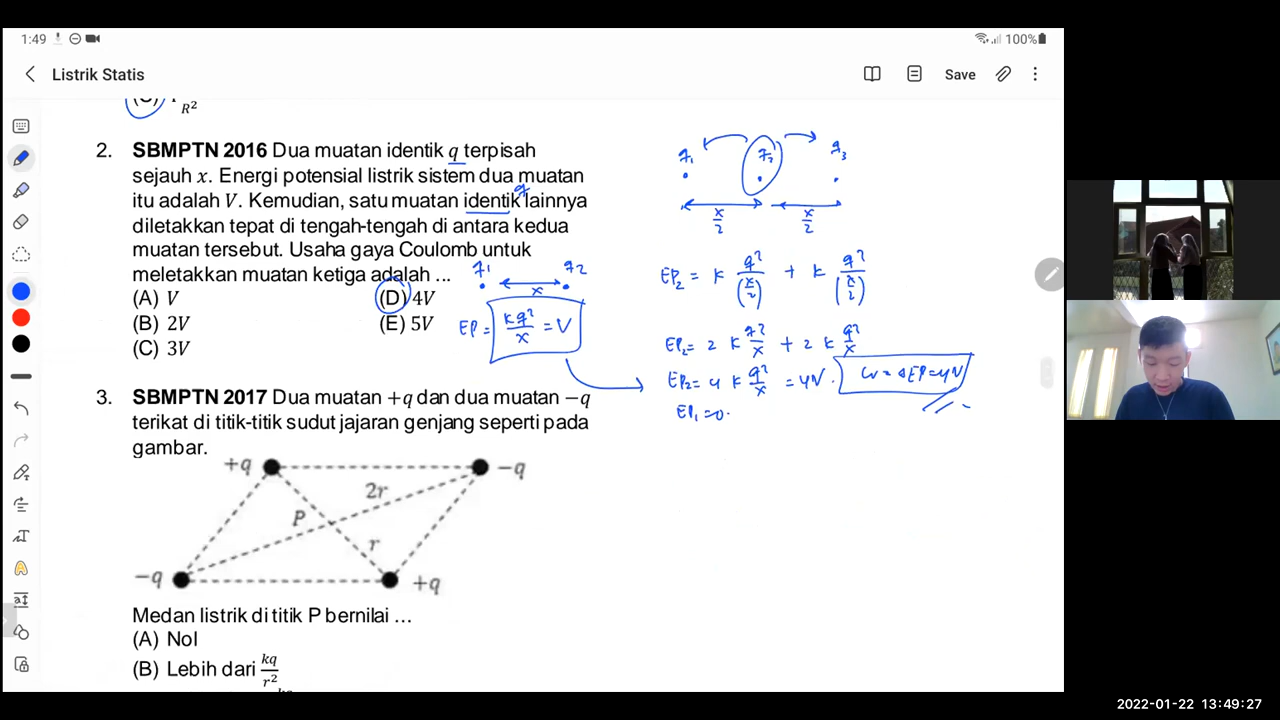 1:49 100%
Listrik Statis
Save
(C) R²
2. SBMPTN 2016 Dua muatan identik q terpisah
sejauh x. Energi potensial listrik sistem dua muatan
itu adalah V. Kemudian, satu muatan identik lainnya
q
diletakkan tepat di tengah-tengah di antara kedua
muatan tersebut. Usaha gaya Coulomb untuk
meletakkan muatan ketiga adalah ...
(A) V (D) 4V
(B) 2V (E) 5V
(C) 3V
q1 q2
x
EP = kq²/x = V
q1 q2 q3
x/2 x/2
EP2 = k q²/(x/2) + k q²/(x/2)
EP2 = 2 k q²/x + 2 k q²/x
EP2 = 4 k q²/x = 4V.
W = ΔEP = 4V
EP1 = 0.
3. SBMPTN 2017 Dua muatan +q dan dua muatan −q
terikat di titik-titik sudut jajaran genjang seperti pada
gambar.
+q −q
2r
P
r
−q +q
Medan listrik di titik P bernilai ...
(A) Nol
(B) Lebih dari kq/r²
2022-01-22 13:49:27